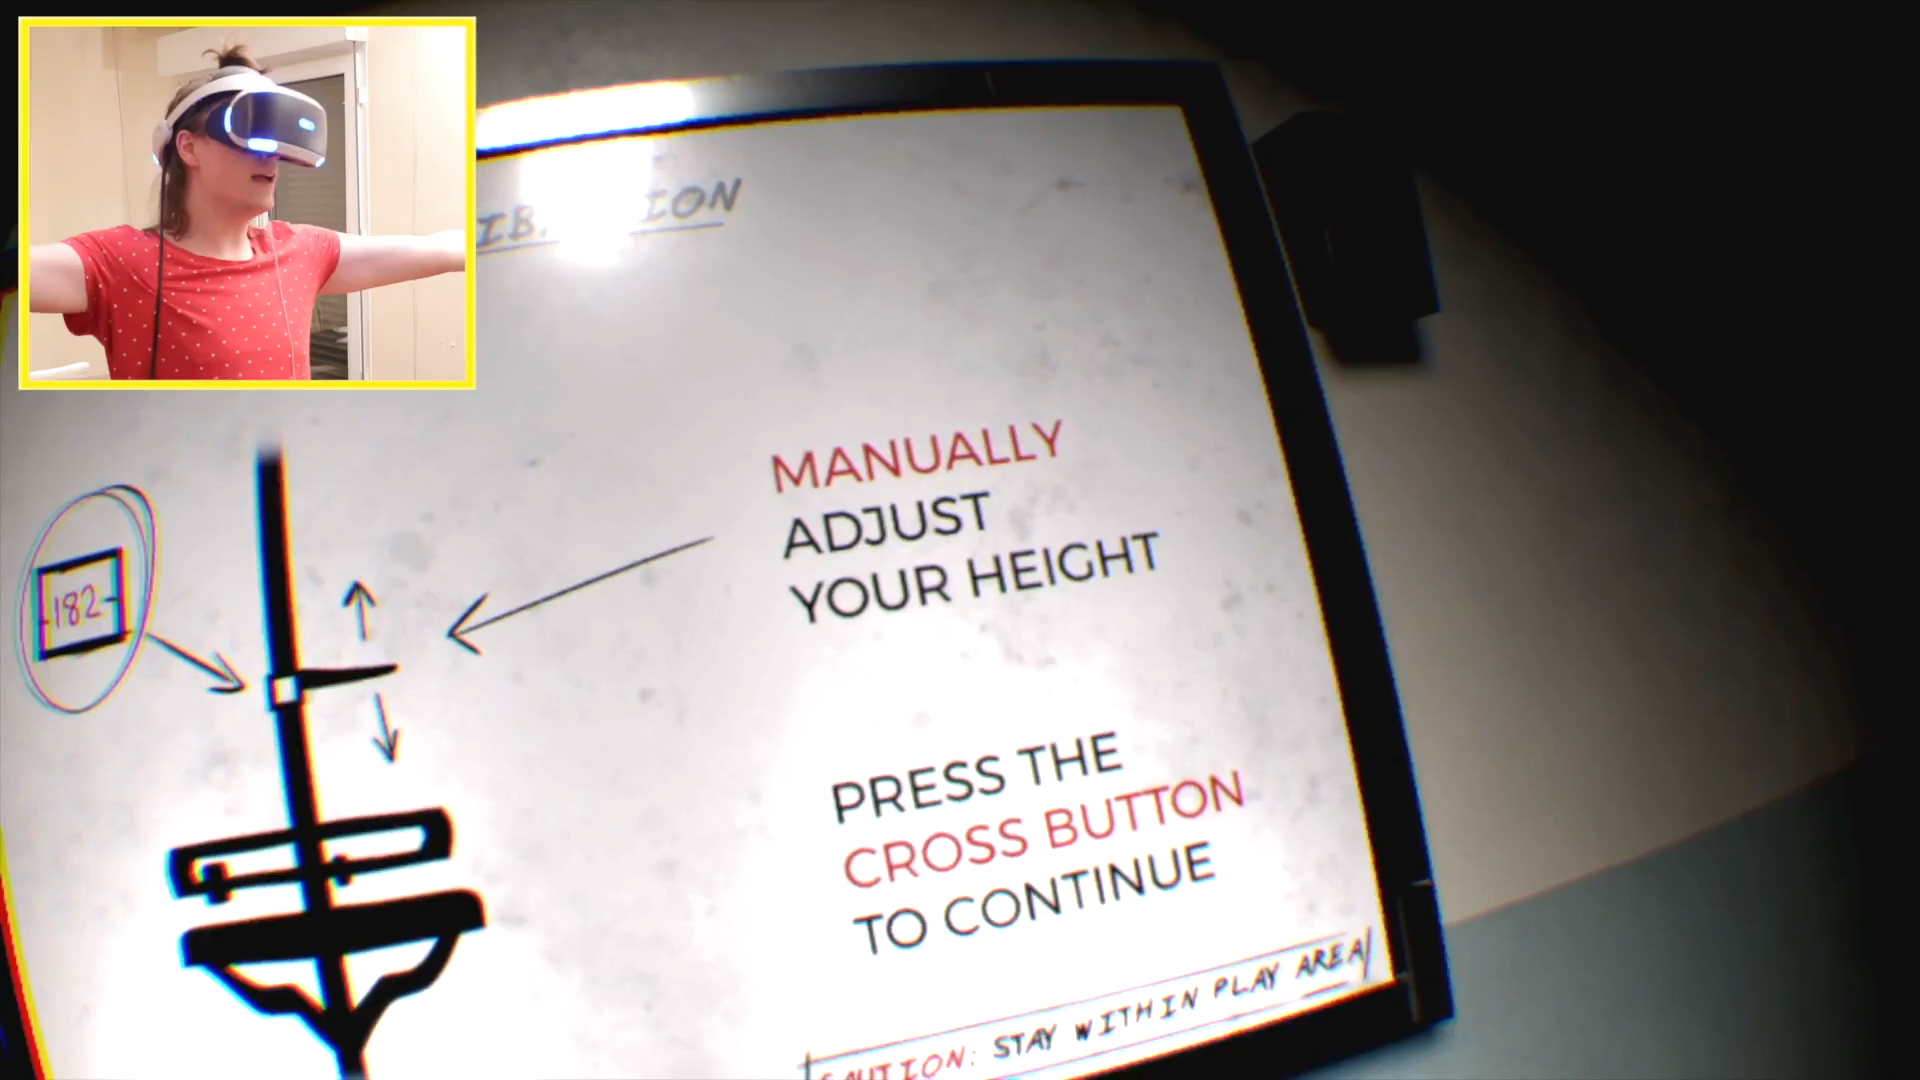 MANUALLY
ADJUST
YOUR HEIGHT
182
PRESS THE
CROSS BUTTON
TO CONTINUE
STAY WITHIN PLAY AREA